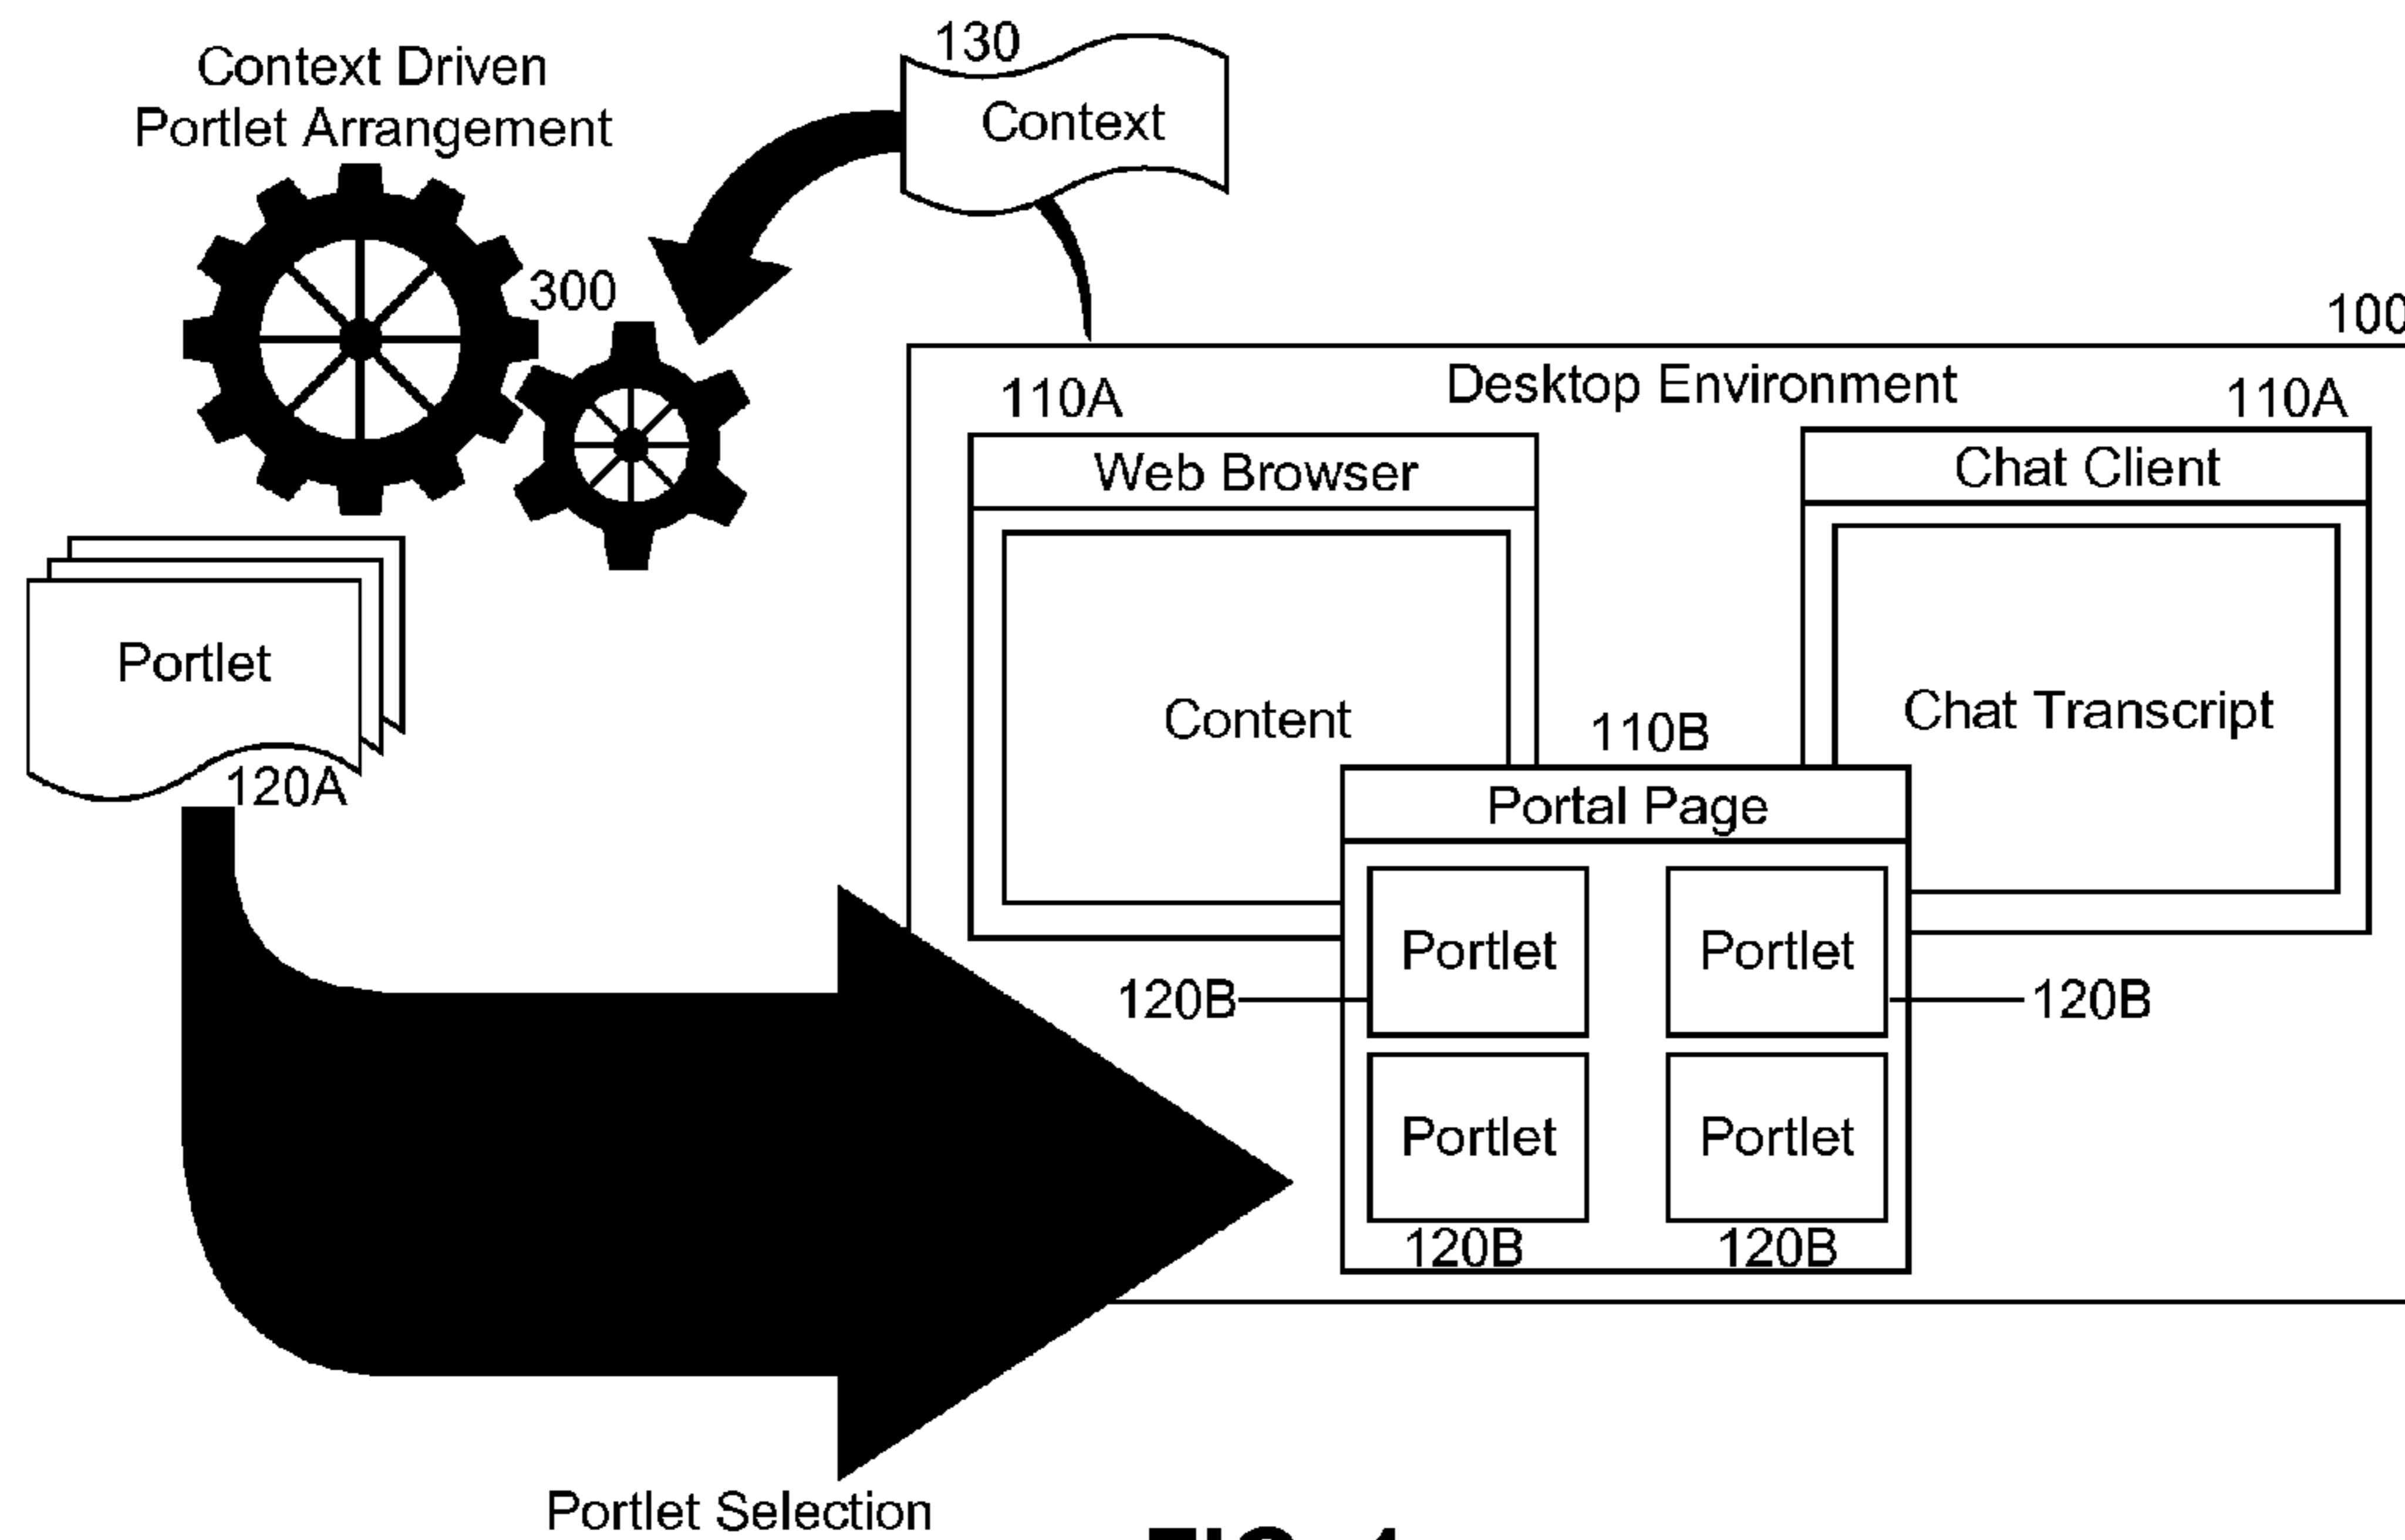 Context Driven
Portlet Arrangement
130
Context
300
100
Desktop Environment
110A
110A
Web Browser
Chat Client
Portlet
Content
110B
Chat Transcript
120A
Portal Page
Portlet
Portlet
120B
120B
Portlet
Portlet
120B
120B
Portlet Selection